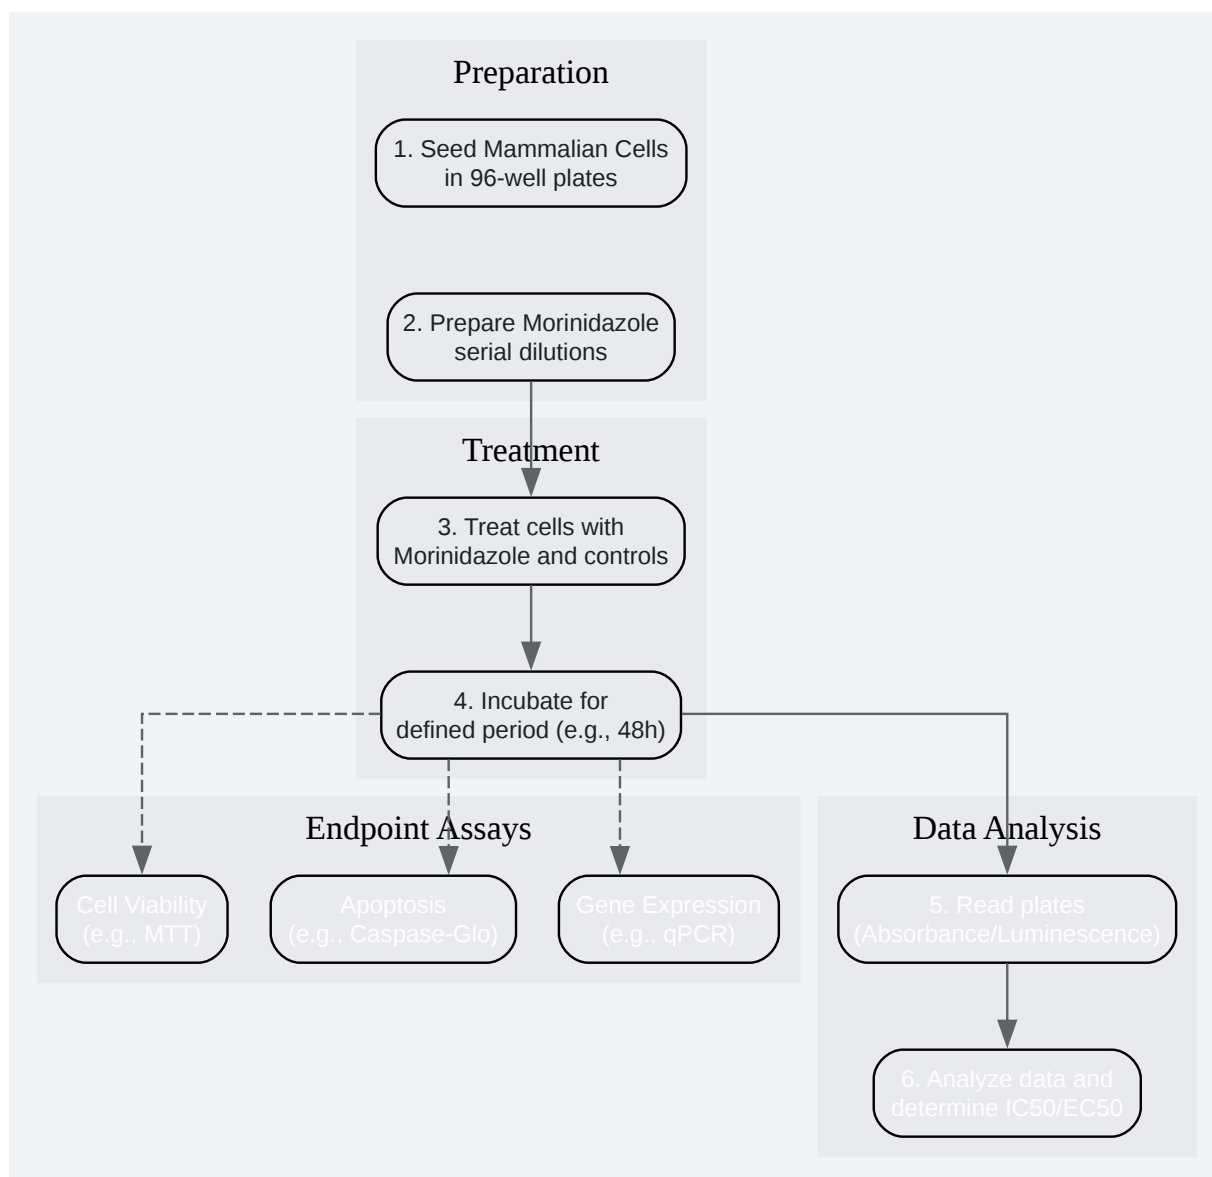 Preparation
1. Seed Mammalian Cells
in 96-well plates
2. Prepare Morinidazole
serial dilutions
Treatment
3. Treat cells with
Morinidazole and controls
4. Incubate for
defined period (e.g., 48h)
Endpoint Assays
Cell Viability
(e.g., MTT)
Apoptosis
(e.g., Caspase-Glo)
Gene Expression
(e.g., qPCR)
Data Analysis
5. Read plates
(Absorbance/Luminescence)
6. Analyze data and
determine IC50/EC50